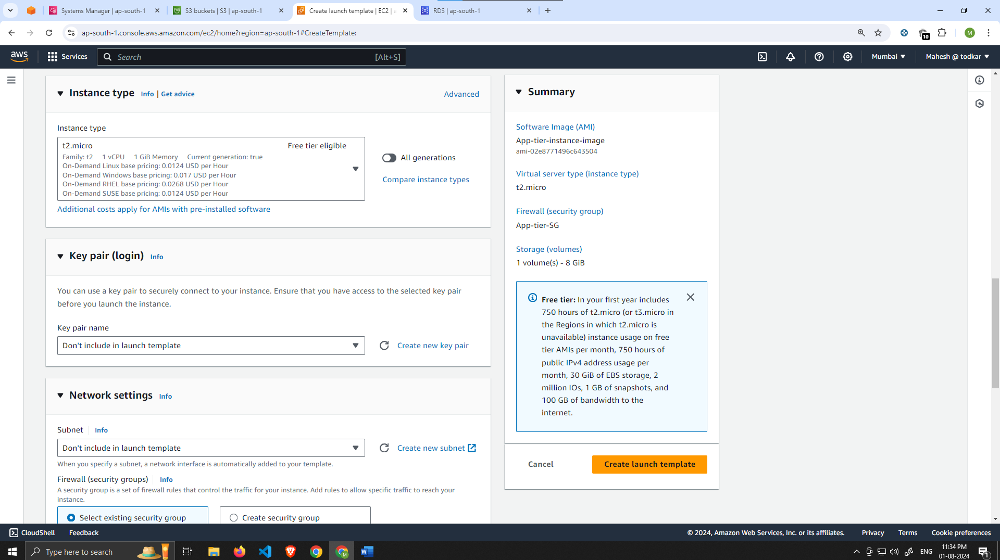 Systems Manager | ap-south-1
S3 buckets | S3 | ap-south-1
Create launch template | EC2 | a
RDS | ap-south-1
ap-south-1.console.aws.amazon.com/ec2/home?region=ap-south-1#CreateTemplate:
10
M
aws
Services
Search
[Alt+S]
Mumbai
Mahesh @ todkar
Instance type
Info | Get advice
Advanced
Instance type
t2.micro
Free tier eligible
Family: t2 1 vCPU 1 GiB Memory Current generation: true
On-Demand Linux base pricing: 0.0124 USD per Hour
On-Demand Windows base pricing: 0.017 USD per Hour
On-Demand RHEL base pricing: 0.0268 USD per Hour
On-Demand SUSE base pricing: 0.0124 USD per Hour
All generations
Compare instance types
Additional costs apply for AMIs with pre-installed software
Key pair (login)
Info
You can use a key pair to securely connect to your instance. Ensure that you have access to the selected key pair
before you launch the instance.
Key pair name
Don't include in launch template
Create new key pair
Network settings
Info
Subnet
Info
Don't include in launch template
Create new subnet
When you specify a subnet, a network interface is automatically added to your template.
Firewall (security groups)
Info
A security group is a set of firewall rules that control the traffic for your instance. Add rules to allow specific traffic to reach your
instance.
Select existing security group
Create security group
Summary
Software Image (AMI)
App-tier-instance-image
ami-02e8771496c643504
Virtual server type (instance type)
t2.micro
Firewall (security group)
App-tier-SG
Storage (volumes)
1 volume(s) - 8 GiB
Free tier: In your first year includes
750 hours of t2.micro (or t3.micro in
the Regions in which t2.micro is
unavailable) instance usage on free
tier AMIs per month, 750 hours of
public IPv4 address usage per
month, 30 GiB of EBS storage, 2
million IOs, 1 GB of snapshots, and
100 GB of bandwidth to the
internet.
Cancel
Create launch template
CloudShell
Feedback
© 2024, Amazon Web Services, Inc. or its affiliates.
Privacy
Terms
Cookie preferences
Type here to search
M
W
ENG
11:34 PM
01-08-2024
1